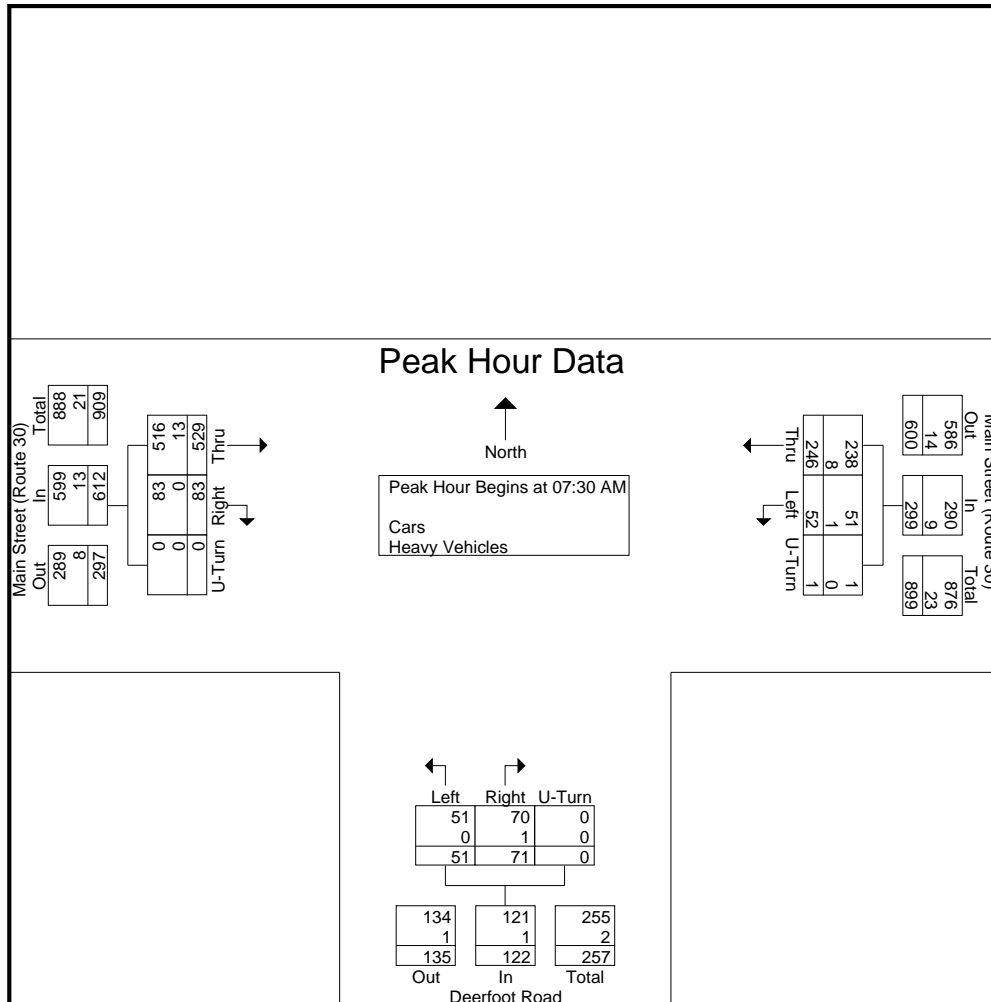 Peak Hour Data
North
Peak Hour Begins at 07:30 AM
Cars
Heavy Vehicles
Main Street (Route 30)
Out In Total
289 599 888
8 13 21
297 612 909
0 83 516
0 0 13
0 83 529
U-Turn Right Thru
Main Street (Route 30)
Out In Total
586 290 876
14 9 23
600 299 899
238 51 1
8 1 0
246 52 1
Thru Left U-Turn
Left Right U-Turn
51 70 0
0 1 0
51 71 0
134 121 255
1 1 2
135 122 257
Out In Total
Deerfoot Road